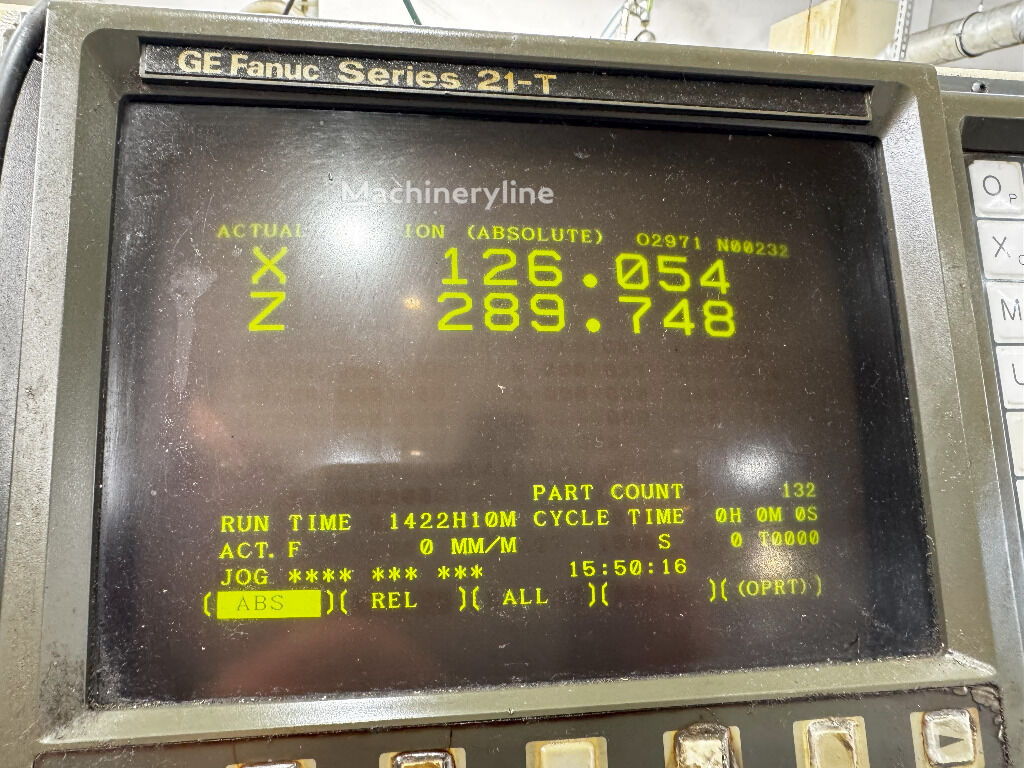 GE Fanuc Series 21-T
Machineryline
ACTUAL ION (ABSOLUTE) O2971 N00232
X 126.054
Z 289.748
PART COUNT 132
RUN TIME 1422H10M CYCLE TIME 0H 0M 0S
ACT. F 0 MM/M S 0 T0000
JOG **** *** *** 15:50:16
( ABS )( REL )( ALL )( )( (OPRT) )
O P
X
M